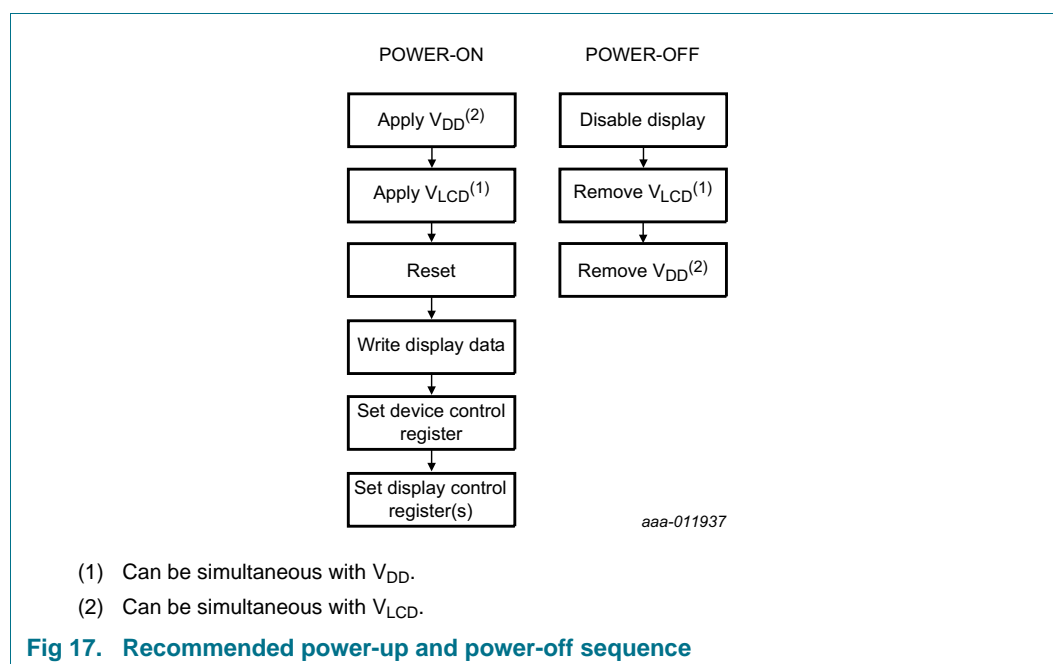 POWER-ON
POWER-OFF
Apply VDD(2)
Disable display
Apply VLCD(1)
Remove VLCD(1)
Reset
Remove VDD(2)
Write display data
Set device control
register
Set display control
register(s)
aaa-011937
(1) Can be simultaneous with VDD.
(2) Can be simultaneous with VLCD.
Fig 17. Recommended power-up and power-off sequence